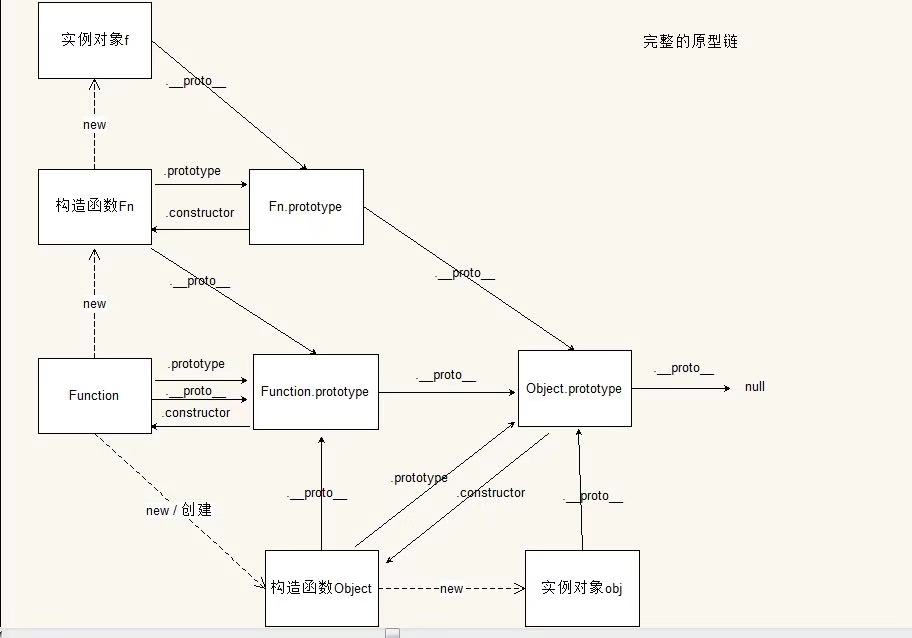 实例对象f
完整的原型链
.__proto__
new
.prototype
构造函数Fn
Fn.prototype
.constructor
.__proto__
.__proto__
new
.prototype
.__proto__
Function
Function.prototype
.__proto__
Object.prototype
.__proto__
null
.constructor
.prototype
.constructor
.__proto__
.__proto__
new / 创建
构造函数Object
new
实例对象obj